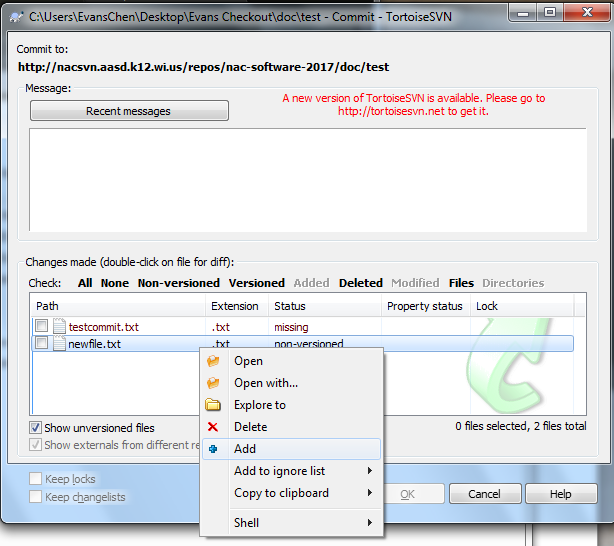 C:\Users\EvansChen\Desktop\Evans Checkout\doc\test - Commit - TortoiseSVN
Commit to:
http://nacsvn.aasd.k12.wi.us/repos/nac-software-2017/doc/test
Message:
Recent messages
A new version of TortoiseSVN is available. Please go to
http://tortoisesvn.net to get it.
Changes made (double-click on file for diff):
Check: All None Non-versioned Versioned Added Deleted Modified Files Directories
Path Extension Status Property status Lock
testcommit.txt .txt missing
newfile.txt .txt non-versioned
Open
Open with...
Explore to
Delete
Add
Add to ignore list
Copy to clipboard
Shell
Show unversioned files
0 files selected, 2 files total
Show externals from different
Keep locks
Keep changelists
OK Cancel Help